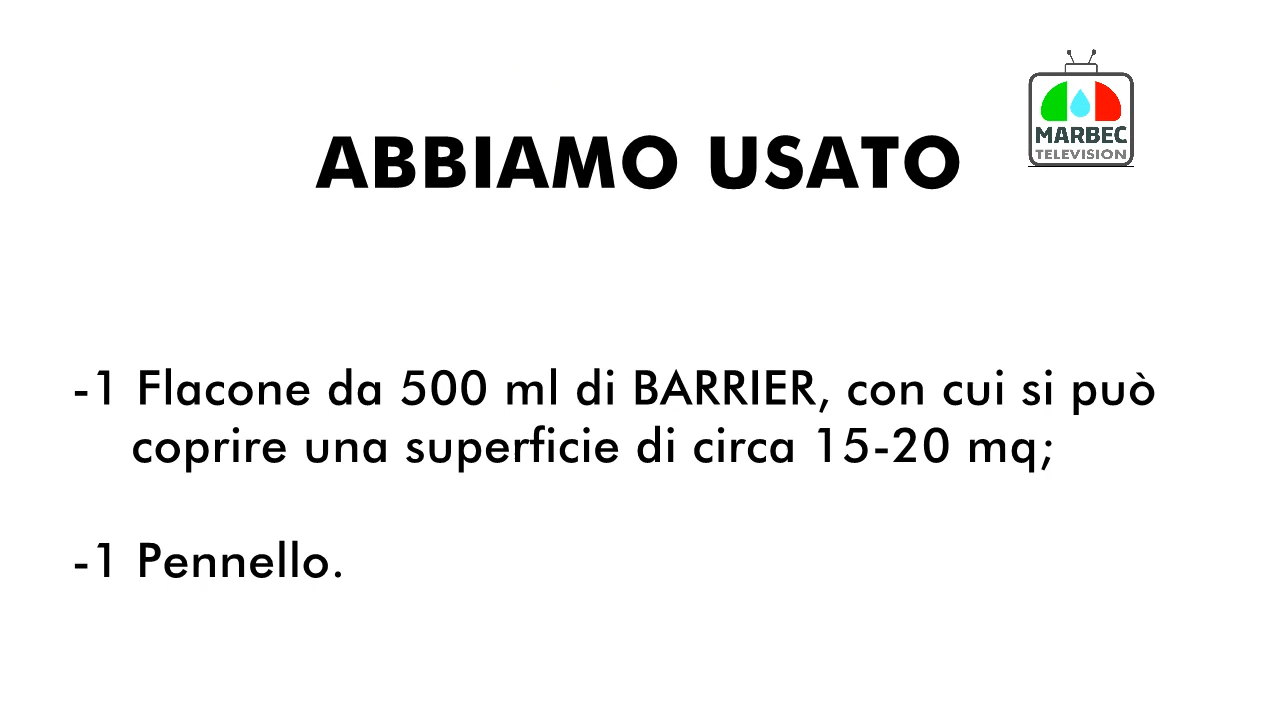 MARBEC
TELEVISION
ABBIAMO USATO
-1 Flacone da 500 ml di BARRIER, con cui si può
coprire una superficie di circa 15-20 mq;
-1 Pennello.